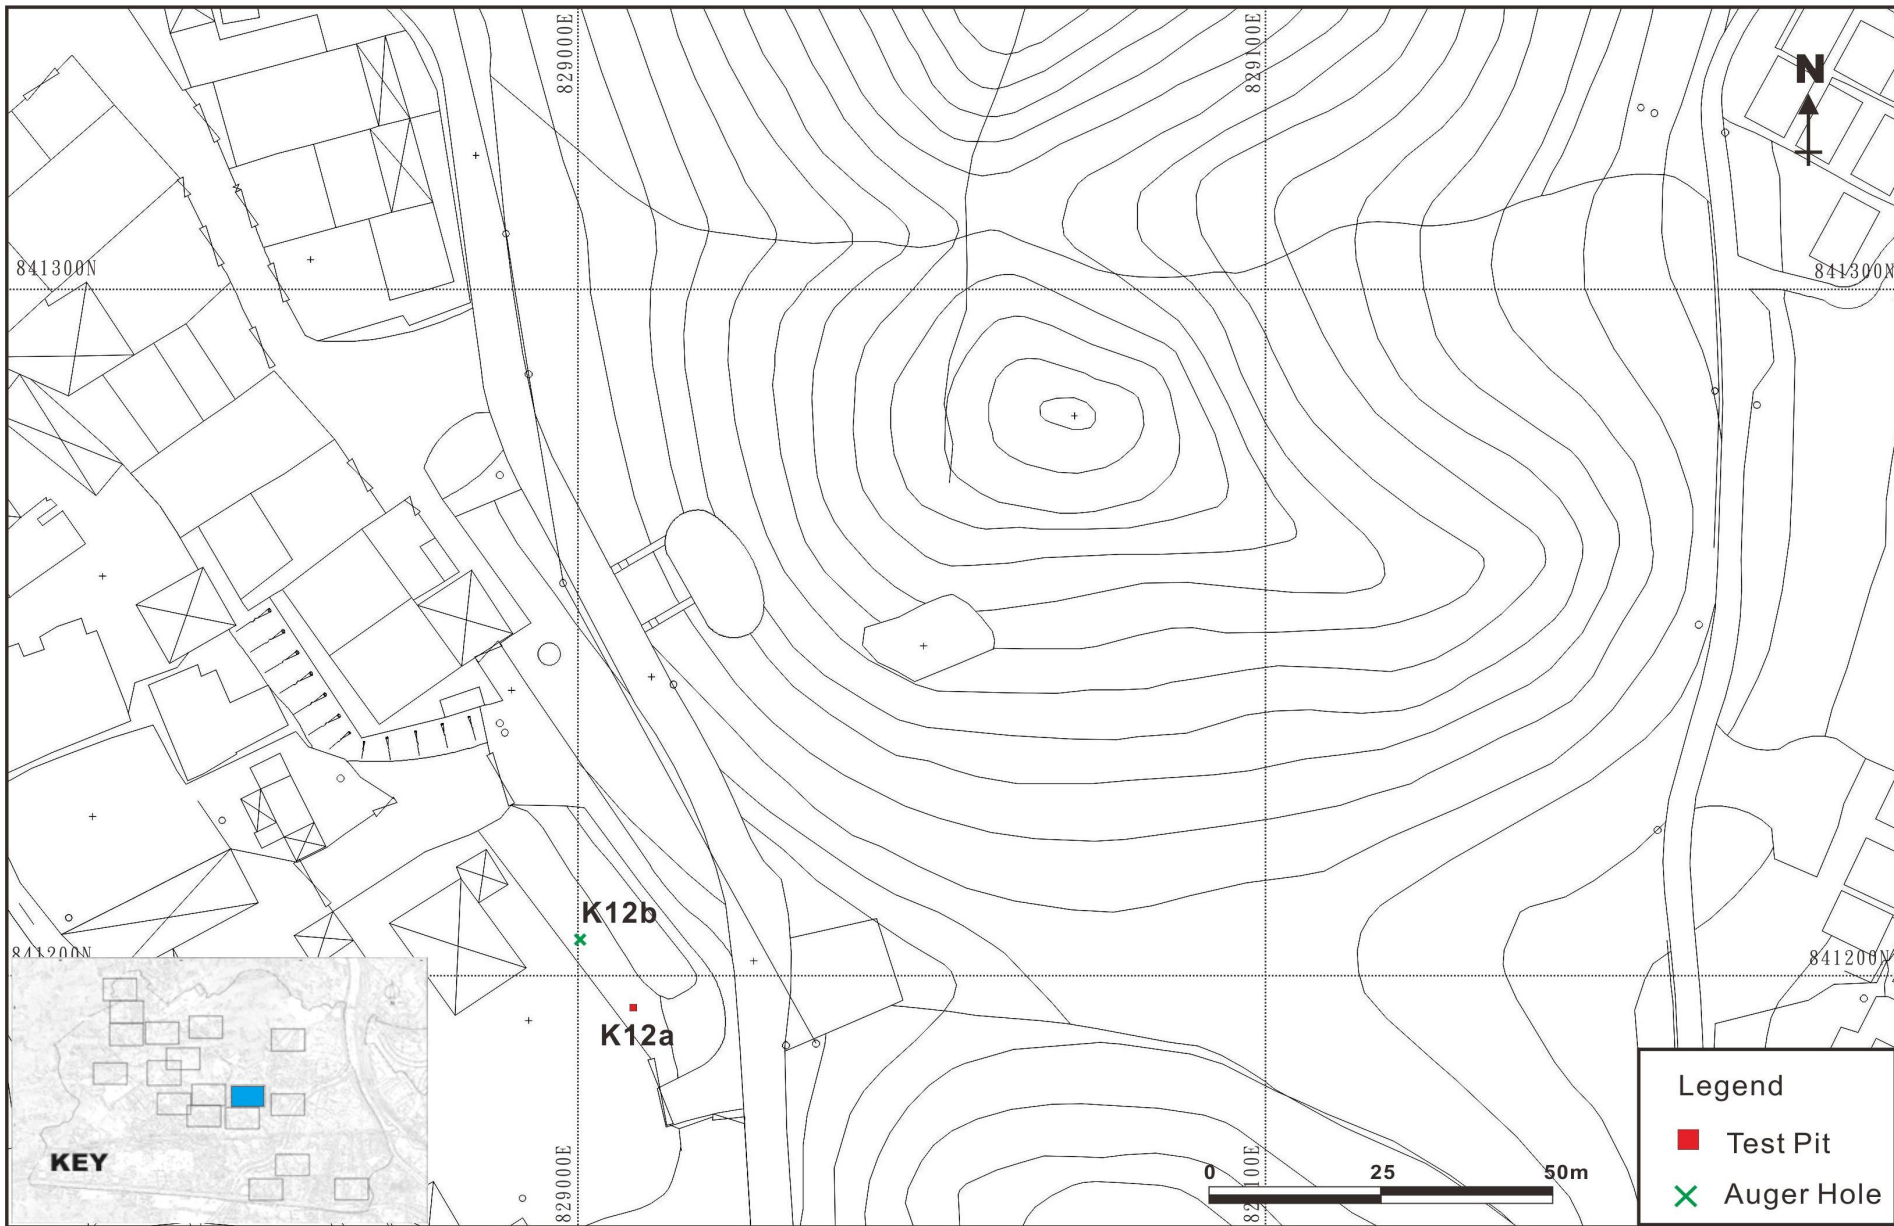 829000E
829100E
N
841300N
841300N
K12b
841200N
841200N
K12a
KEY
829000E
829100E
0 25 50m
Legend
Test Pit
Auger Hole